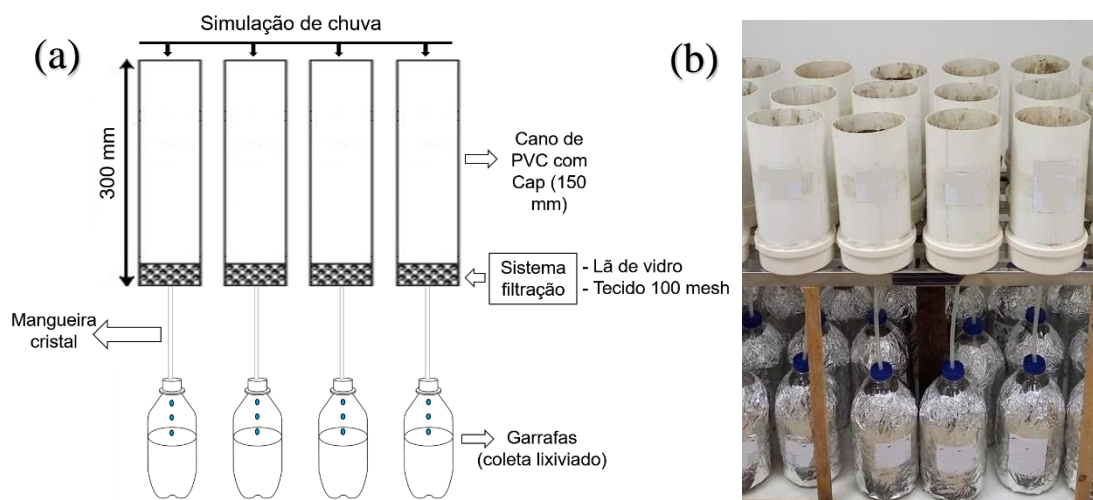 Simulação de chuva
(a)
(b)
300 mm
Cano de
PVC com
Cap (150
mm)
Sistema
filtração
- Lã de vidro
- Tecido 100 mesh
Mangueira
cristal
Garrafas
(coleta lixiviado)